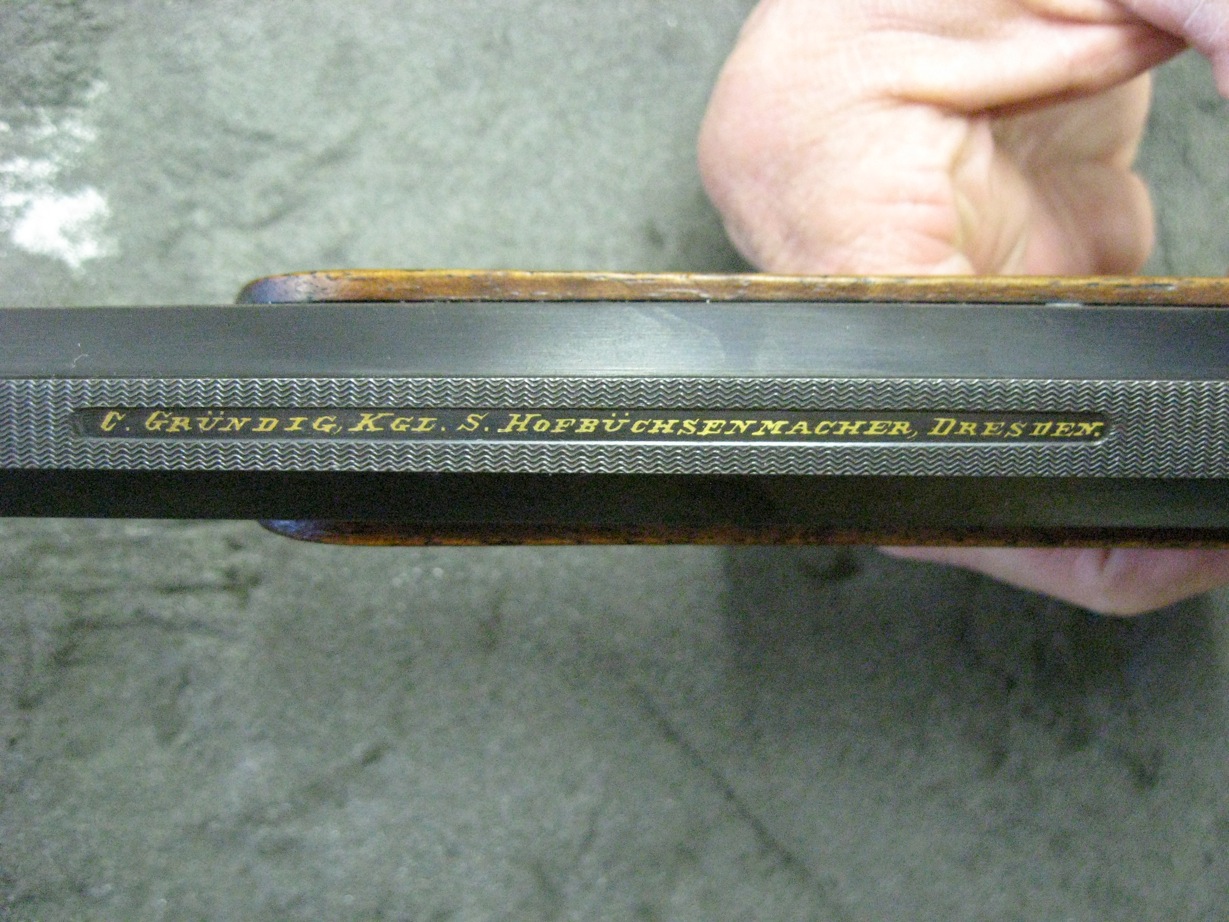 C. GRÜNDIG, KGL. S. HOFBÜCHSENMACHER, DRESDEN.